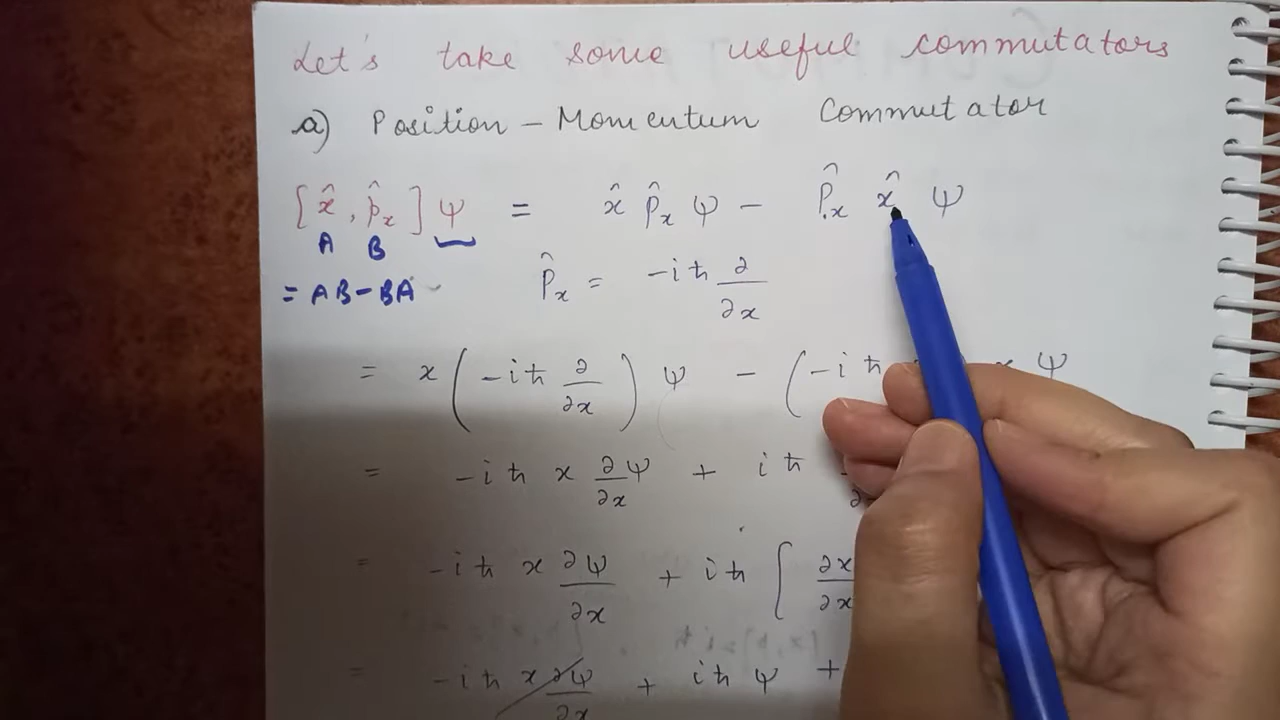 Let's take some useful commutators
a) Position - Momentum Commutator
[x̂, p̂ₓ] ψ = x̂ p̂ₓ ψ - p̂ₓ x̂ ψ
A B
= AB - BA
p̂ₓ = -iħ ∂/∂x
= x (-iħ ∂/∂x) ψ - (-iħ x ψ
= -iħ x ∂ψ/∂x + iħ
= -iħ x ∂ψ/∂x + iħ [ ∂x/∂x
= -iħ x ∂ψ/∂x + iħ ψ +